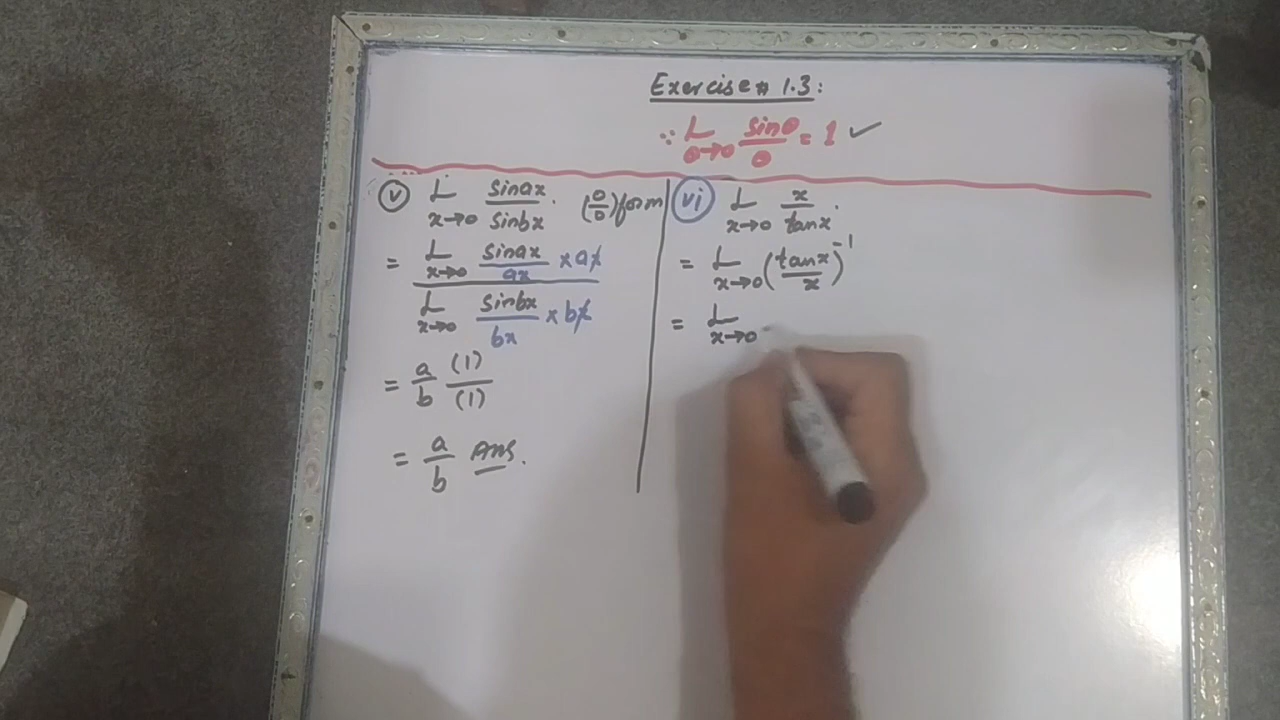 Exercise # 1.3:
∵ L θ→0 sinθ/θ = 1 ✓
(v) L x→0 sinax/sinbx. (0/0) form
= L x→0 sinax/ax × ax
L x→0 sinbx/bx × bx
= a/b (1)/(1)
= a/b Ans.
(vi) L x→0 x/tanx.
= L x→0 (tanx/x)⁻¹
= L x→0